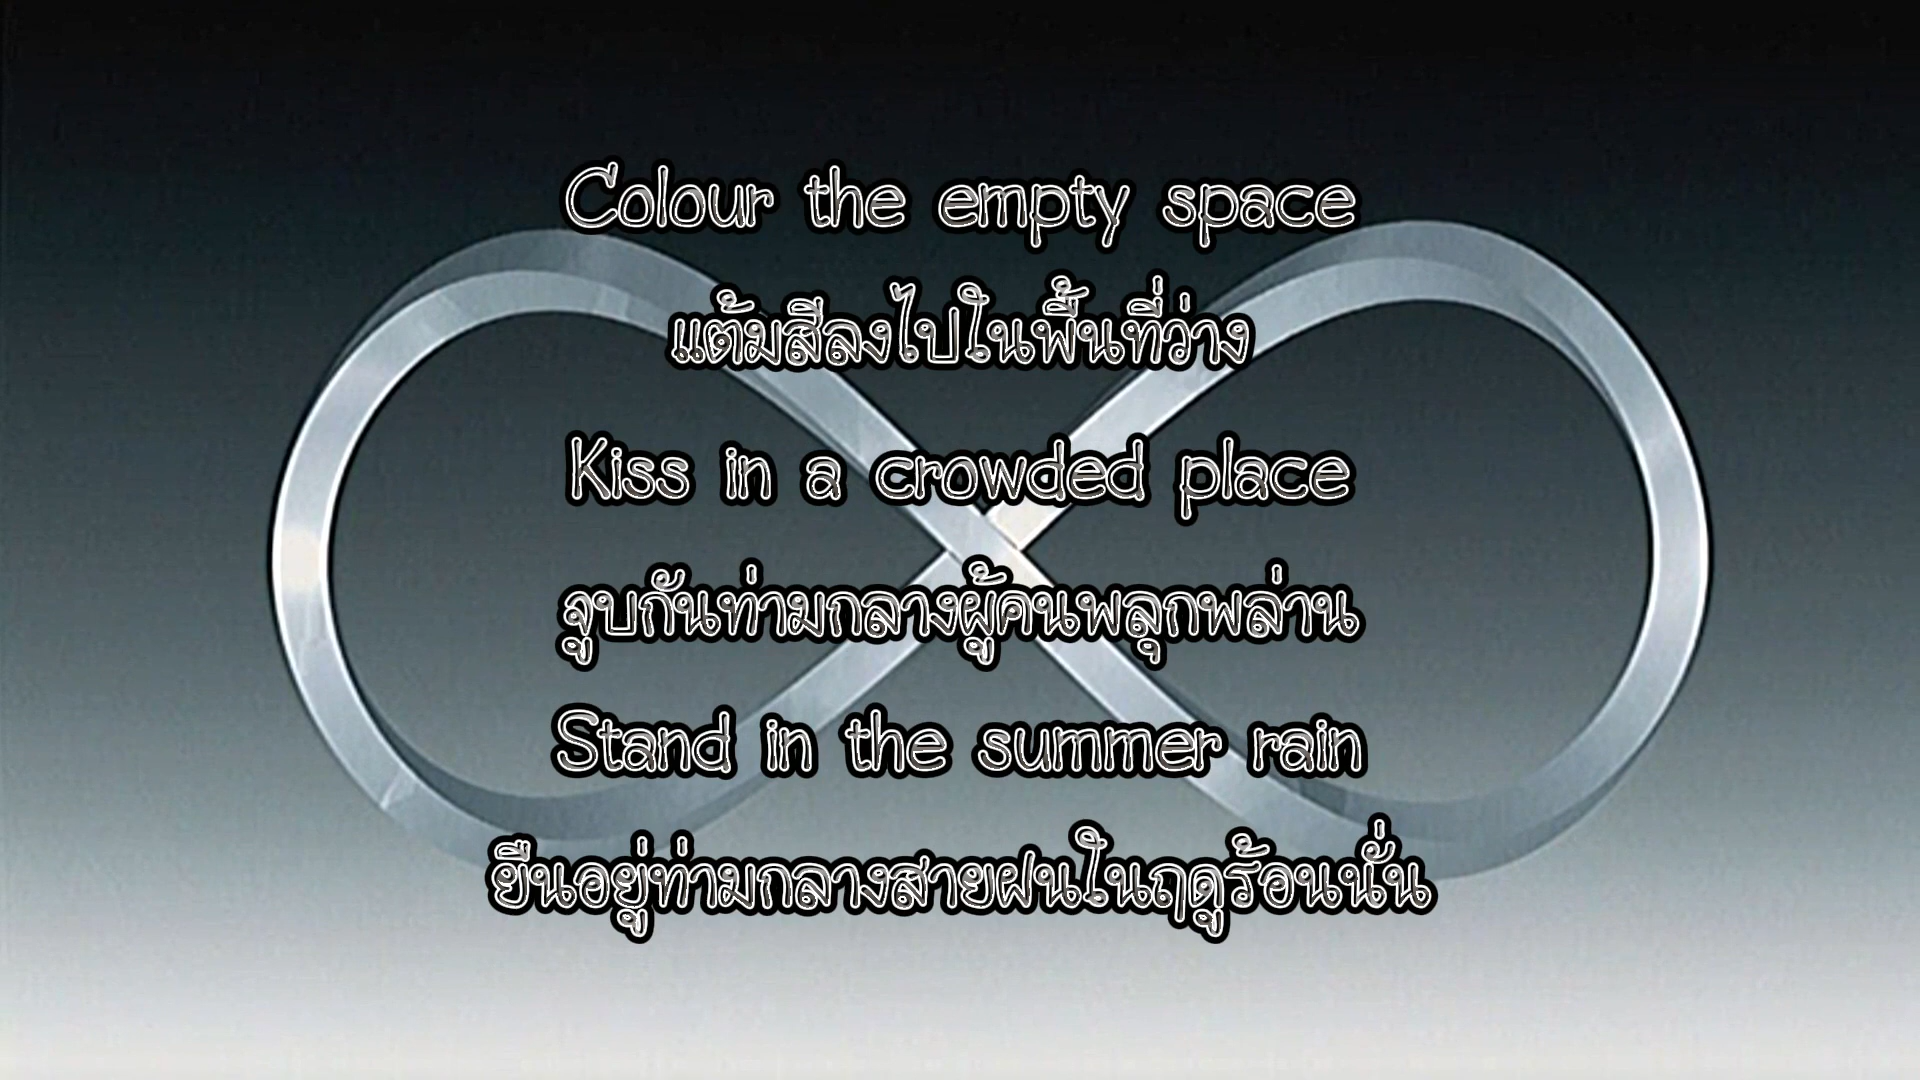 Colour the empty space
แต้มสีลงไปในพื้นที่ว่าง
Kiss in a crowded place
จูบกันท่ามกลางผู้คนพลุกพล่าน
Stand in the summer rain
ยืนอยู่ท่ามกลางสายฝนในฤดูร้อนนั่น